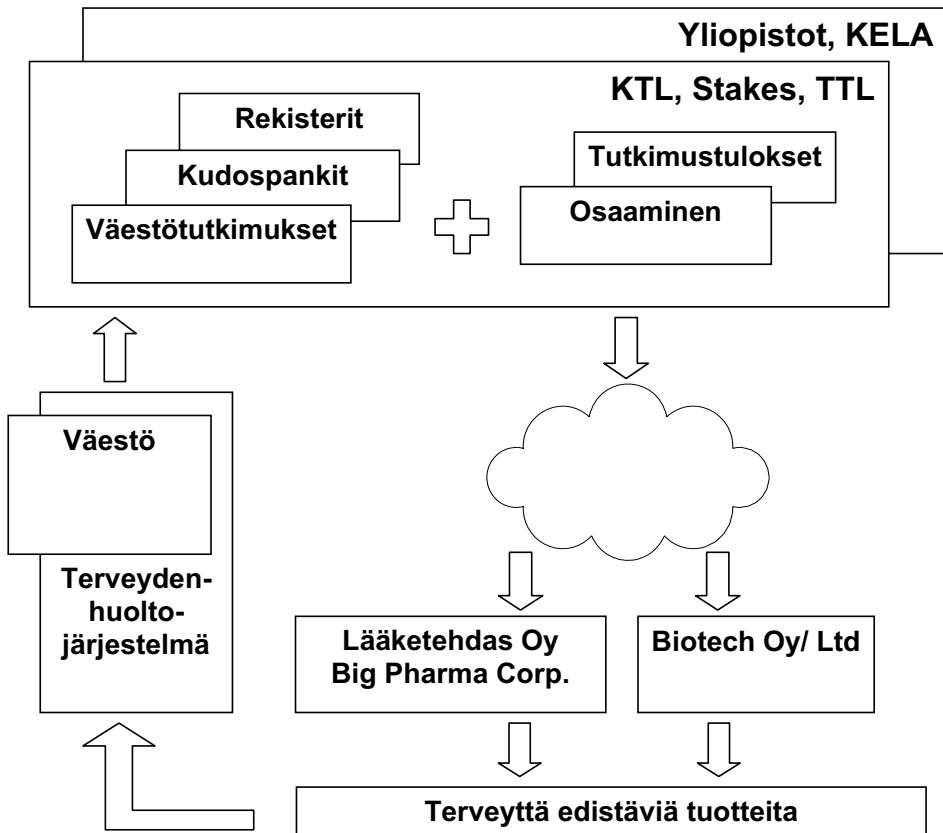 Yliopistot, KELA
KTL, Stakes, TTL
Rekisterit
Kudospankit
Väestötutkimukset
Tutkimustulokset
Osaaminen
Väestö
Terveyden-
huolto-
järjestelmä
Lääketehdas Oy
Big Pharma Corp.
Biotech Oy/ Ltd
Terveyttä edistäviä tuotteita